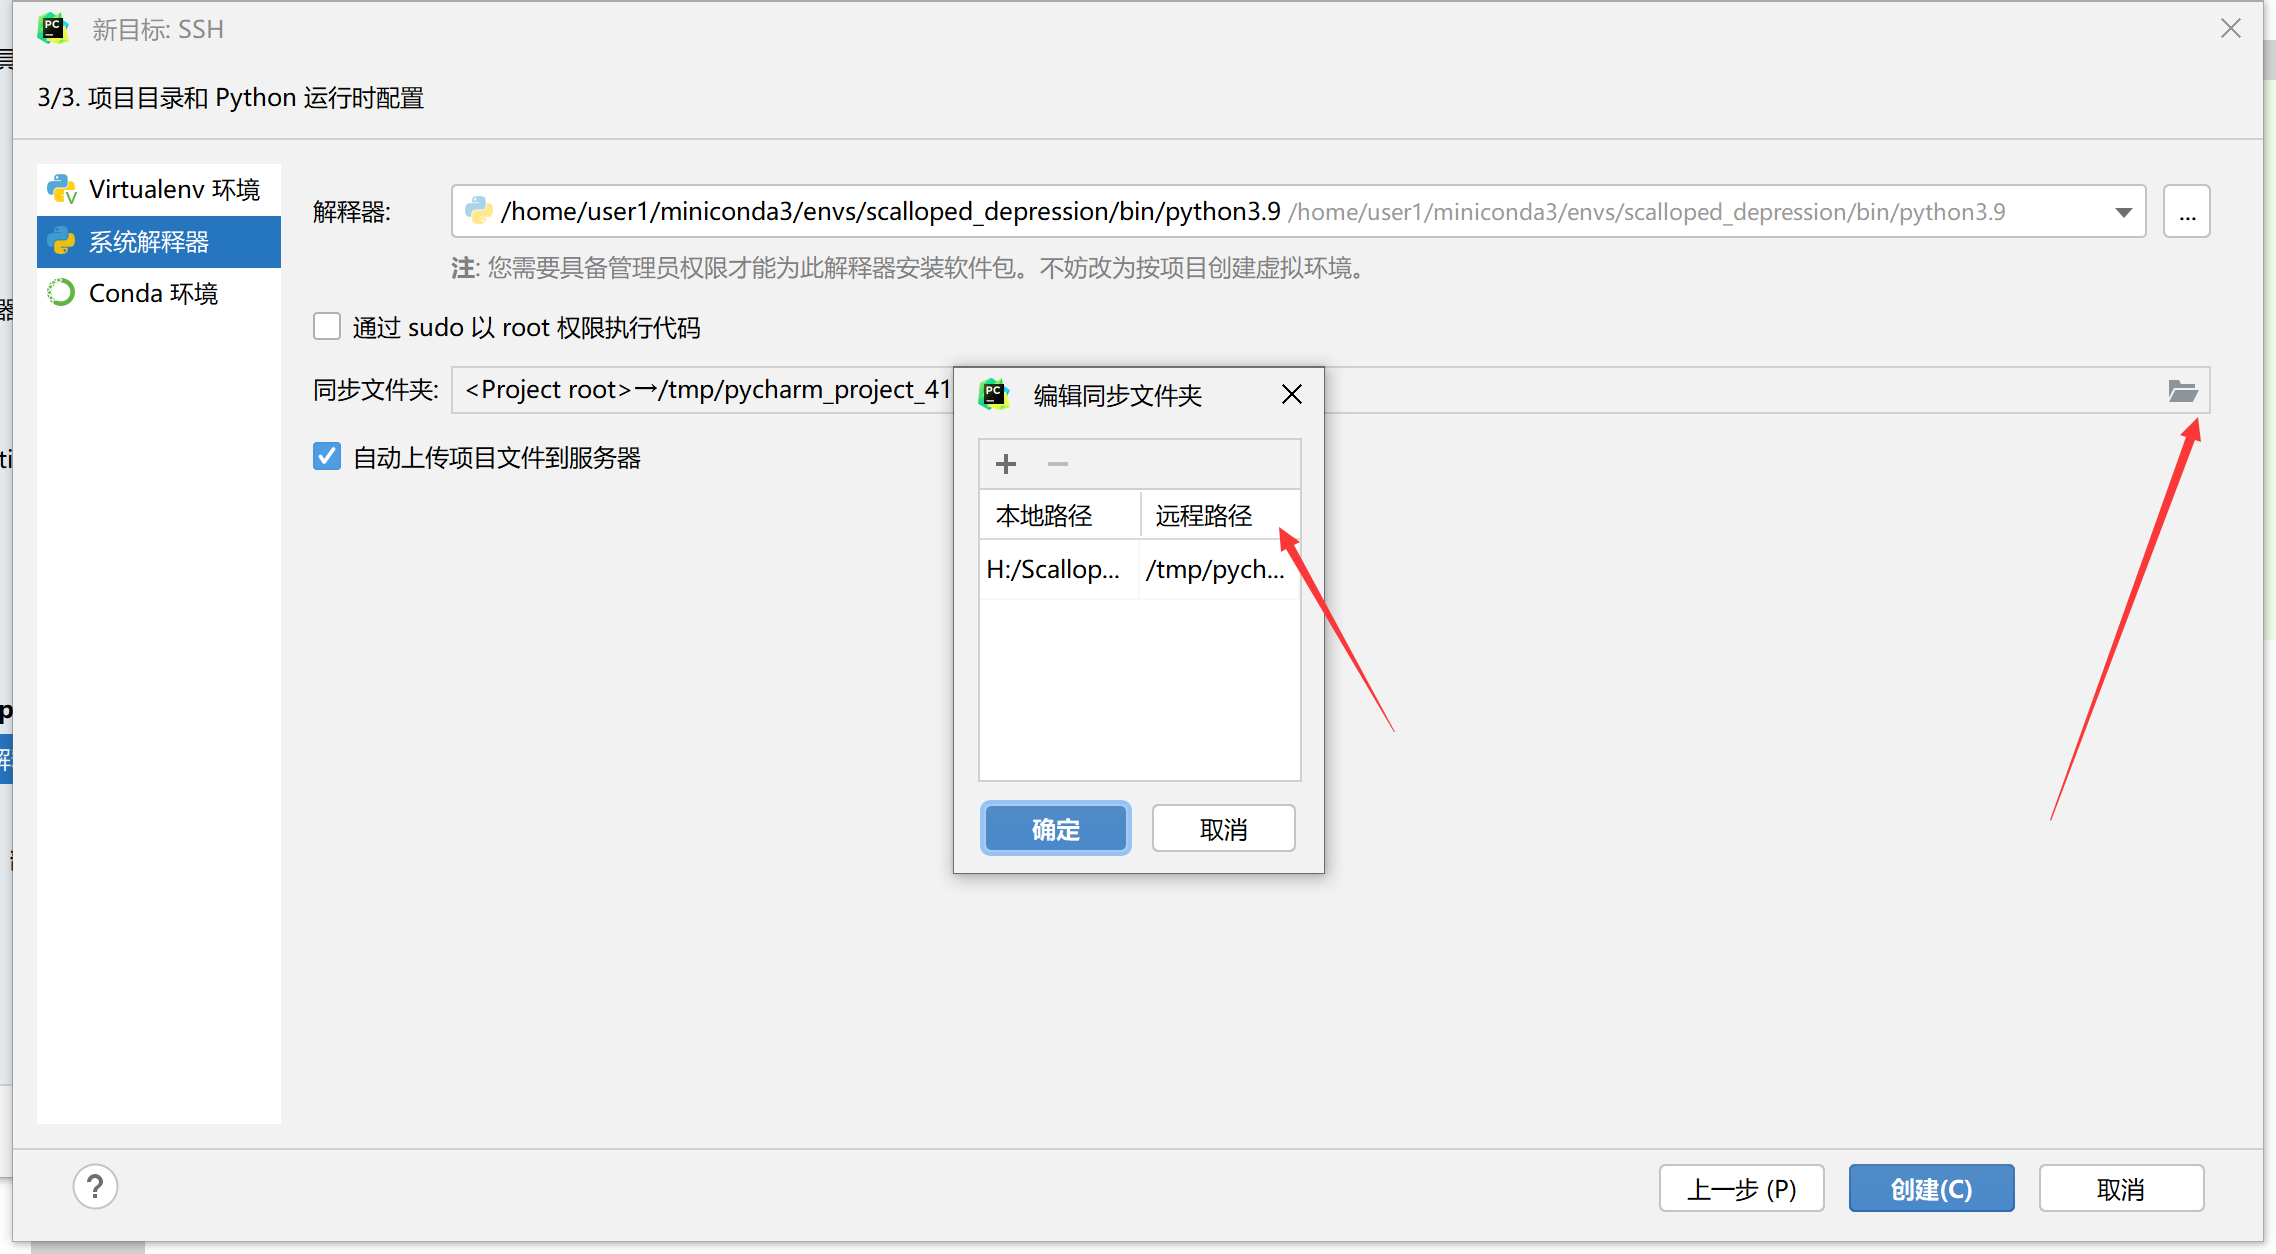 新目标: SSH
3/3. 项目目录和 Python 运行时配置
Virtualenv 环境
系统解释器
Conda 环境
解释器: /home/user1/miniconda3/envs/scalloped_depression/bin/python3.9 /home/user1/miniconda3/envs/scalloped_depression/bin/python3.9 ...
注: 您需要具备管理员权限才能为此解释器安装软件包。不妨改为按项目创建虚拟环境。
通过 sudo 以 root 权限执行代码
同步文件夹: <Project root>→/tmp/pycharm_project_41
自动上传项目文件到服务器
编辑同步文件夹
本地路径 远程路径
H:/Scallop... /tmp/pych...
确定 取消
? 上一步 (P) 创建(C) 取消